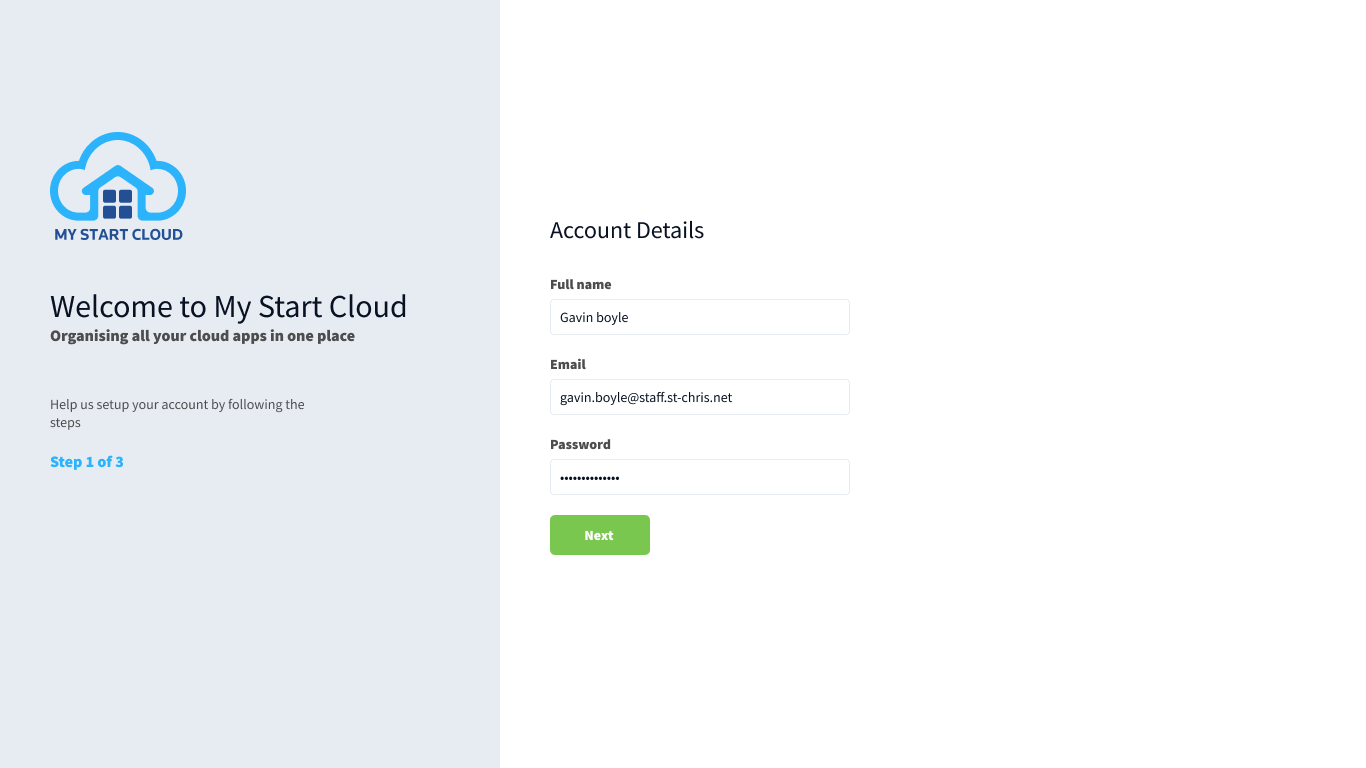 MY START CLOUD
Welcome to My Start Cloud
Organising all your cloud apps in one place
Help us setup your account by following the
steps
Step 1 of 3
Account Details
Full name
Gavin boyle
Email
gavin.boyle@staff.st-chris.net
Password
••••••••••••••
Next